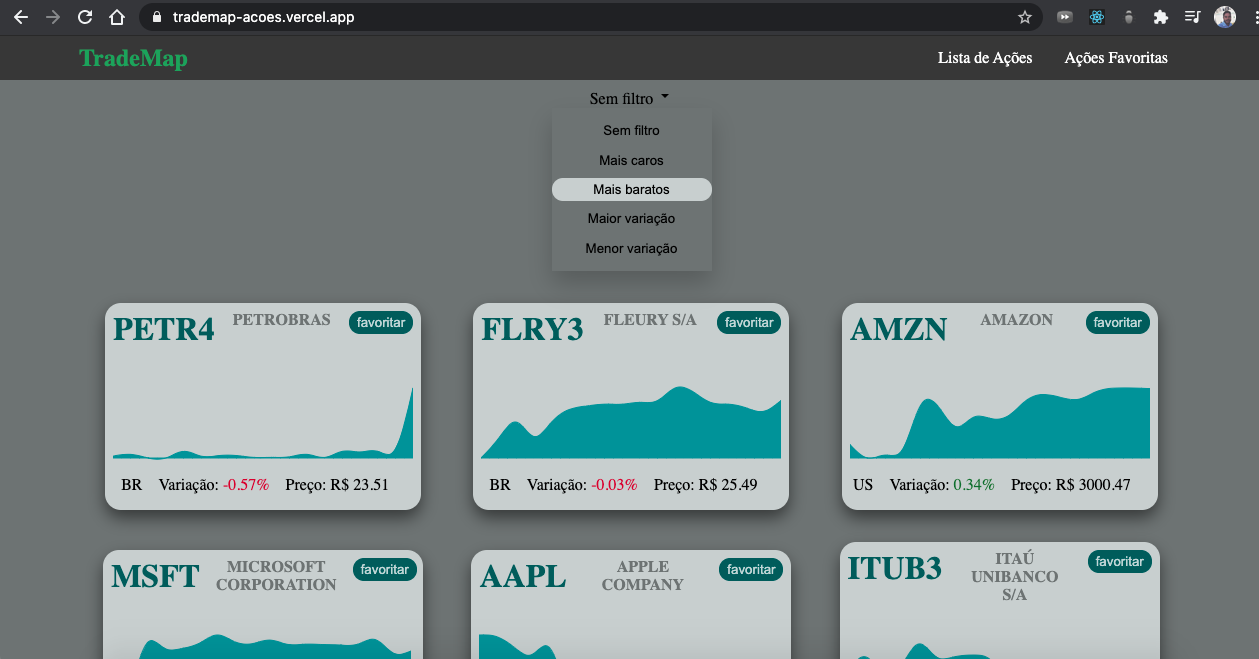 trademap-acoes.vercel.app
TradeMap
Lista de Ações
Ações Favoritas
Sem filtro
Sem filtro
Mais caros
Mais baratos
Maior variação
Menor variação
PETR4
PETROBRAS
favoritar
BR Variação: -0.57% Preço: R$ 23.51
FLRY3
FLEURY S/A
favoritar
BR Variação: -0.03% Preço: R$ 25.49
AMZN
AMAZON
favoritar
US Variação: 0.34% Preço: R$ 3000.47
MSFT
MICROSOFT
CORPORATION
favoritar
AAPL
APPLE
COMPANY
favoritar
ITUB3
ITAÚ
UNIBANCO
S/A
favoritar